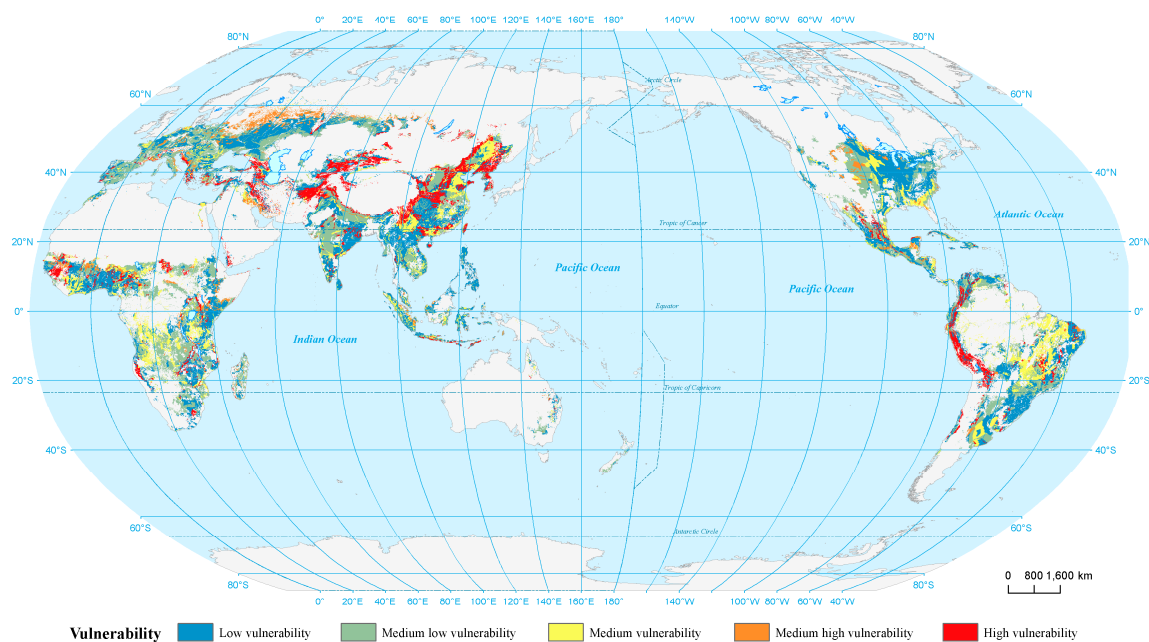 0° 20°E 40°E 60°E 80°E 100°E 120°E 140°E 160°E 180° 140°W 100°W 80°W 60°W 40°W
80°N 80°N
Arctic Circle
60°N 60°N
40°N 40°N
Atlantic Ocean
Tropic of Cancer
20°N 20°N
Pacific Ocean
Pacific Ocean
Equator
0° 0°
Indian Ocean
20°S 20°S
Tropic of Capricorn
40°S 40°S
60°S 60°S
Antarctic Circle
80°S 80°S
0 800 1,600 km
0° 20°E 40°E 60°E 80°E 100°E 120°E 140°E 160°E 180° 140°W 100°W 80°W 60°W 40°W
Vulnerability Low vulnerability Medium low vulnerability Medium vulnerability Medium high vulnerability High vulnerability